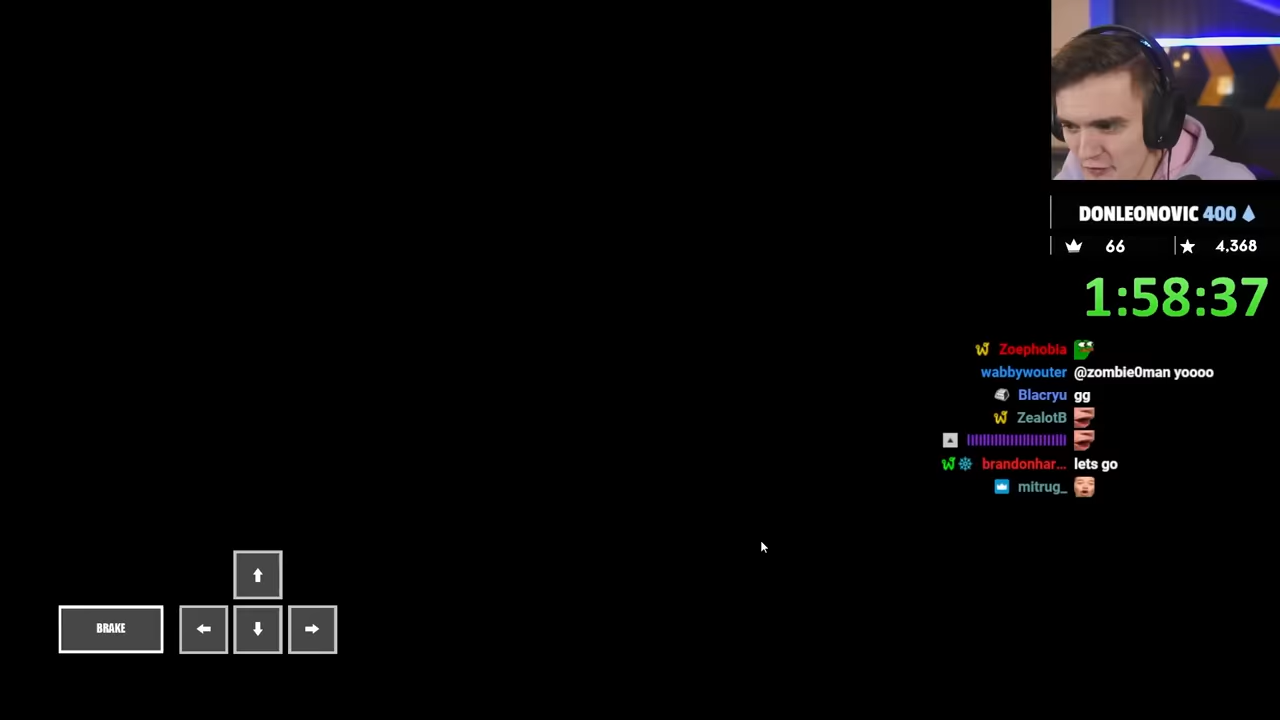 DONLEONOVIC 400
66 4,368
1:58:37
Zoephobia
wabbywouter @zombie0man yoooo
Blacryu gg
ZealotB
brandonhar... lets go
mitrug_
BRAKE